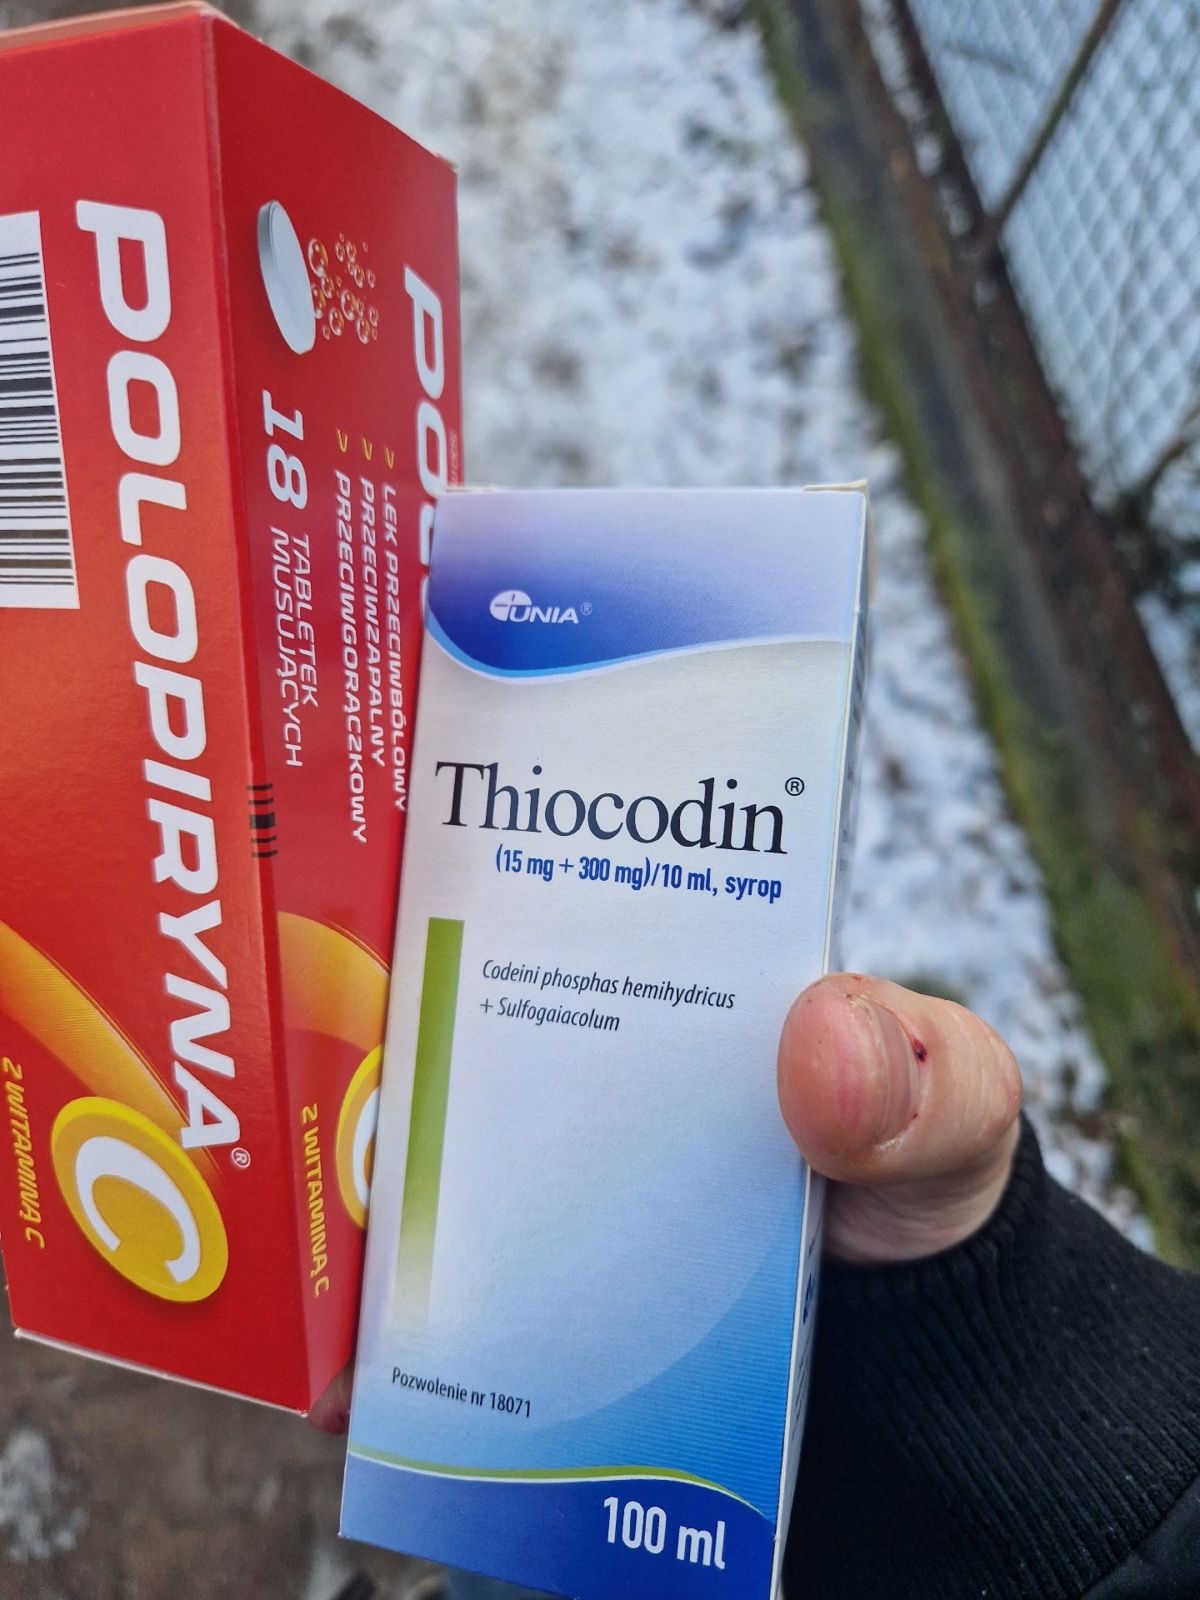 POLOPIRYNA®
C
Z WITAMINĄ C
18 TABLETEK
MUSUJĄCYCH
> LEK PRZECIWBÓLOWY
> PRZECIWZAPALNY
> PRZECIWGORĄCZKOWY
Z WITAMINĄ C
UNIA®
Thiocodin®
(15 mg + 300 mg)/10 ml, syrop
Codeini phosphas hemihydricus
+ Sulfogaiacolum
Pozwolenie nr 18071
100 ml